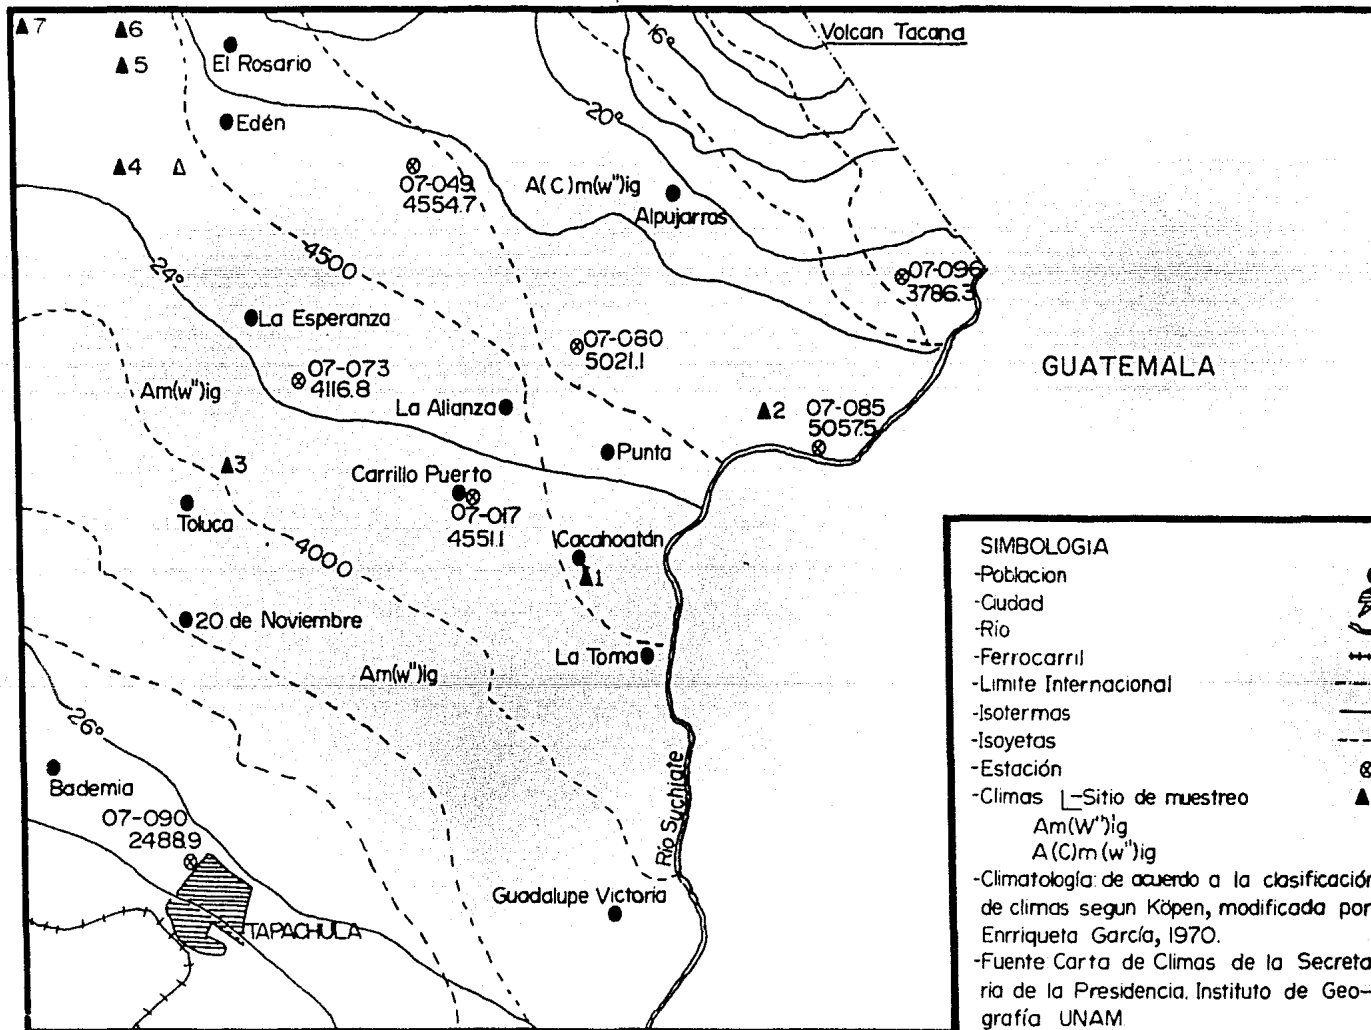 7
6
Volcan Tacana
16°
5
El Rosario
20°
Edén
4
07-049
4554.7
A(C)m(w")ig
Alpujarras
4500
24°
07-096
3786.3
La Esperanza
07-080
5021.1
GUATEMALA
07-073
4116.8
Am(w")ig
La Alianza
2
07-085
5057.5
Punta
3
Carrillo Puerto
Toluca
07-017
4551.1
4000
Cacahoatán
1
20 de Noviembre
La Toma
Am(w")ig
26°
Bademia
Río Suchiate
07-090
2488.9
Guadalupe Victoria
TAPACHULA
SIMBOLOGIA
-Poblacion
-Ciudad
-Río
-Ferrocarril
-Limite Internacional
-Isotermas
-Isoyetas
-Estación
-Climas -Sitio de muestreo
Am(W")ig
A(C)m(w")ig
-Climatología: de acuerdo a la clasificación
de climas segun Köpen, modificada por
Enrriqueta García, 1970.
-Fuente Carta de Climas de la Secreta
ria de la Presidencia. Instituto de Geo-
grafía UNAM